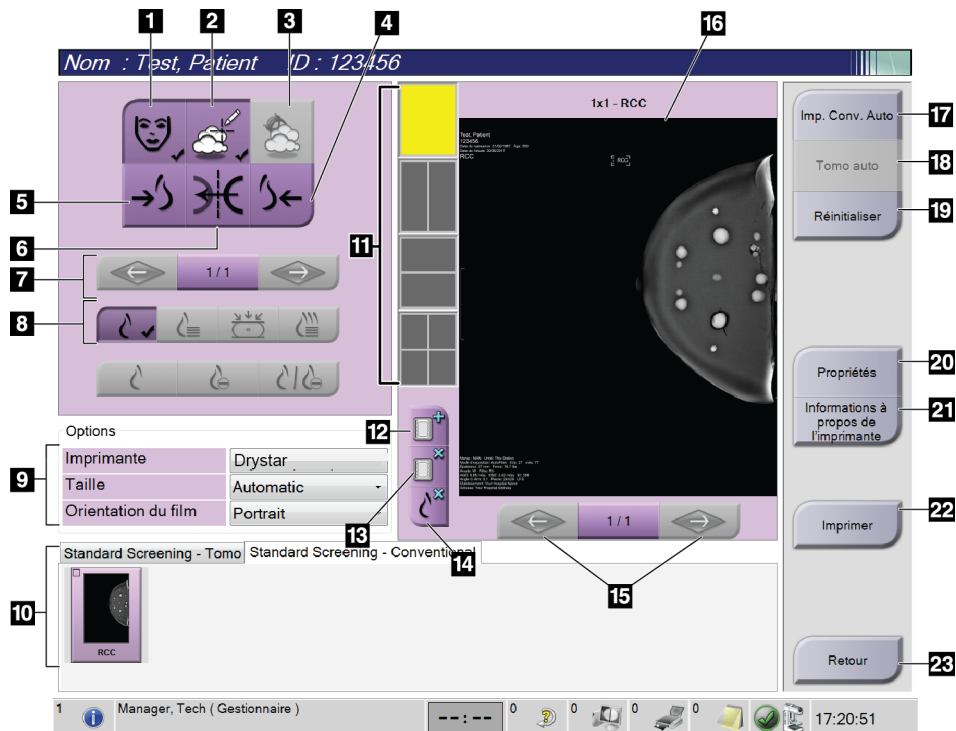 1 2 3 4 16
Nom : Test, Patient ID : 123456
1x1 - RCC
Test, Patient
123456
RCC
RCC
Imp. Conv. Auto 17
Tomo auto 18
Réinitialiser 19
5
6
7
1/1
8
11
Propriétés 20
Informations à propos de l'imprimante 21
12
13
14
Options
9
Imprimante Drystar
Taille Automatic
Orientation du film Portrait
1/1
15
Imprimer 22
10
Standard Screening - Tomo Standard Screening - Conventional
RCC
Retour 23
1 Manager, Tech ( Gestionnaire ) --:-- 0 0 0 0 17:20:51